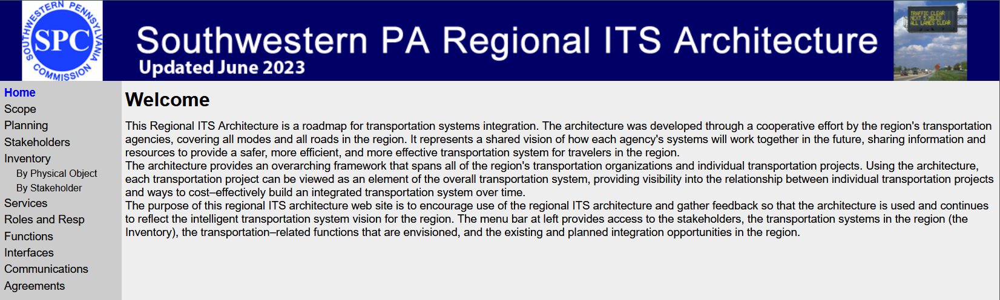 SOUTHWESTERN PENNSYLVANIA
SPC
COMMISSION
Southwestern PA Regional ITS Architecture
Updated June 2023
TRAFFIC CLEAR
NEXT 5 MILES
ALL LANES CLEAR
Home
Scope
Planning
Stakeholders
Inventory
By Physical Object
By Stakeholder
Services
Roles and Resp
Functions
Interfaces
Communications
Agreements
Welcome
This Regional ITS Architecture is a roadmap for transportation systems integration. The architecture was developed through a cooperative effort by the region's transportation
agencies, covering all modes and all roads in the region. It represents a shared vision of how each agency's systems will work together in the future, sharing information and
resources to provide a safer, more efficient, and more effective transportation system for travelers in the region.
The architecture provides an overarching framework that spans all of the region's transportation organizations and individual transportation projects. Using the architecture,
each transportation project can be viewed as an element of the overall transportation system, providing visibility into the relationship between individual transportation projects
and ways to cost–effectively build an integrated transportation system over time.
The purpose of this regional ITS architecture web site is to encourage use of the regional ITS architecture and gather feedback so that the architecture is used and continues
to reflect the intelligent transportation system vision for the region. The menu bar at left provides access to the stakeholders, the transportation systems in the region (the
Inventory), the transportation–related functions that are envisioned, and the existing and planned integration opportunities in the region.